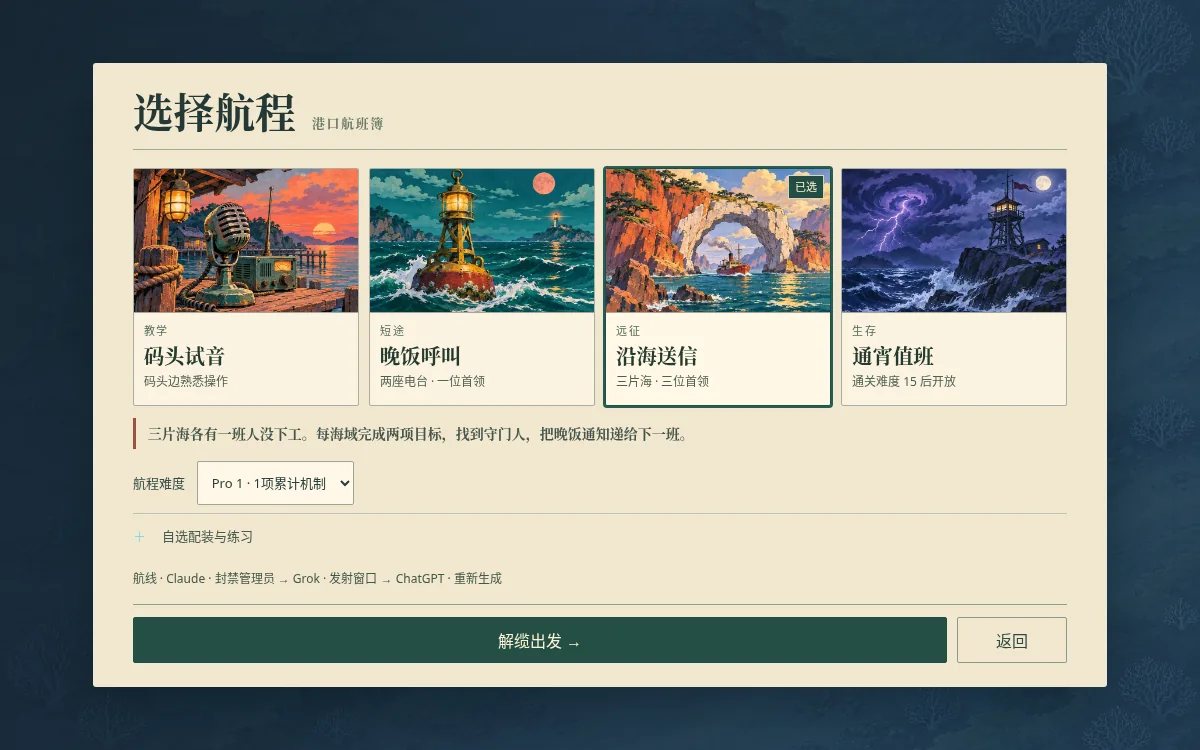 选择航程 港口航班簿
已选
教学
码头试音
码头边熟悉操作
短途
晚饭呼叫
两座电台 · 一位首领
远征
沿海送信
三片海 · 三位首领
生存
通宵值班
通关难度 15 后开放
三片海各有一班人没下工。每海域完成两项目标，找到守门人，把晚饭通知递给下一班。
航程难度 Pro 1 · 1项累计机制
+ 自选配装与练习
航线 · Claude · 封禁管理员 → Grok · 发射窗口 → ChatGPT · 重新生成
解缆出发 →
返回